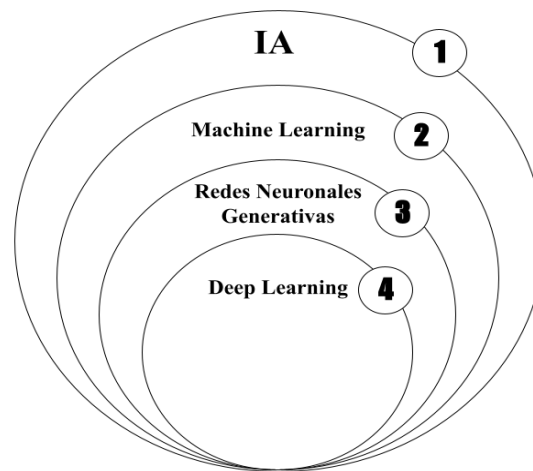 IA
1
Machine Learning
2
Redes Neuronales
Generativas
3
Deep Learning
4